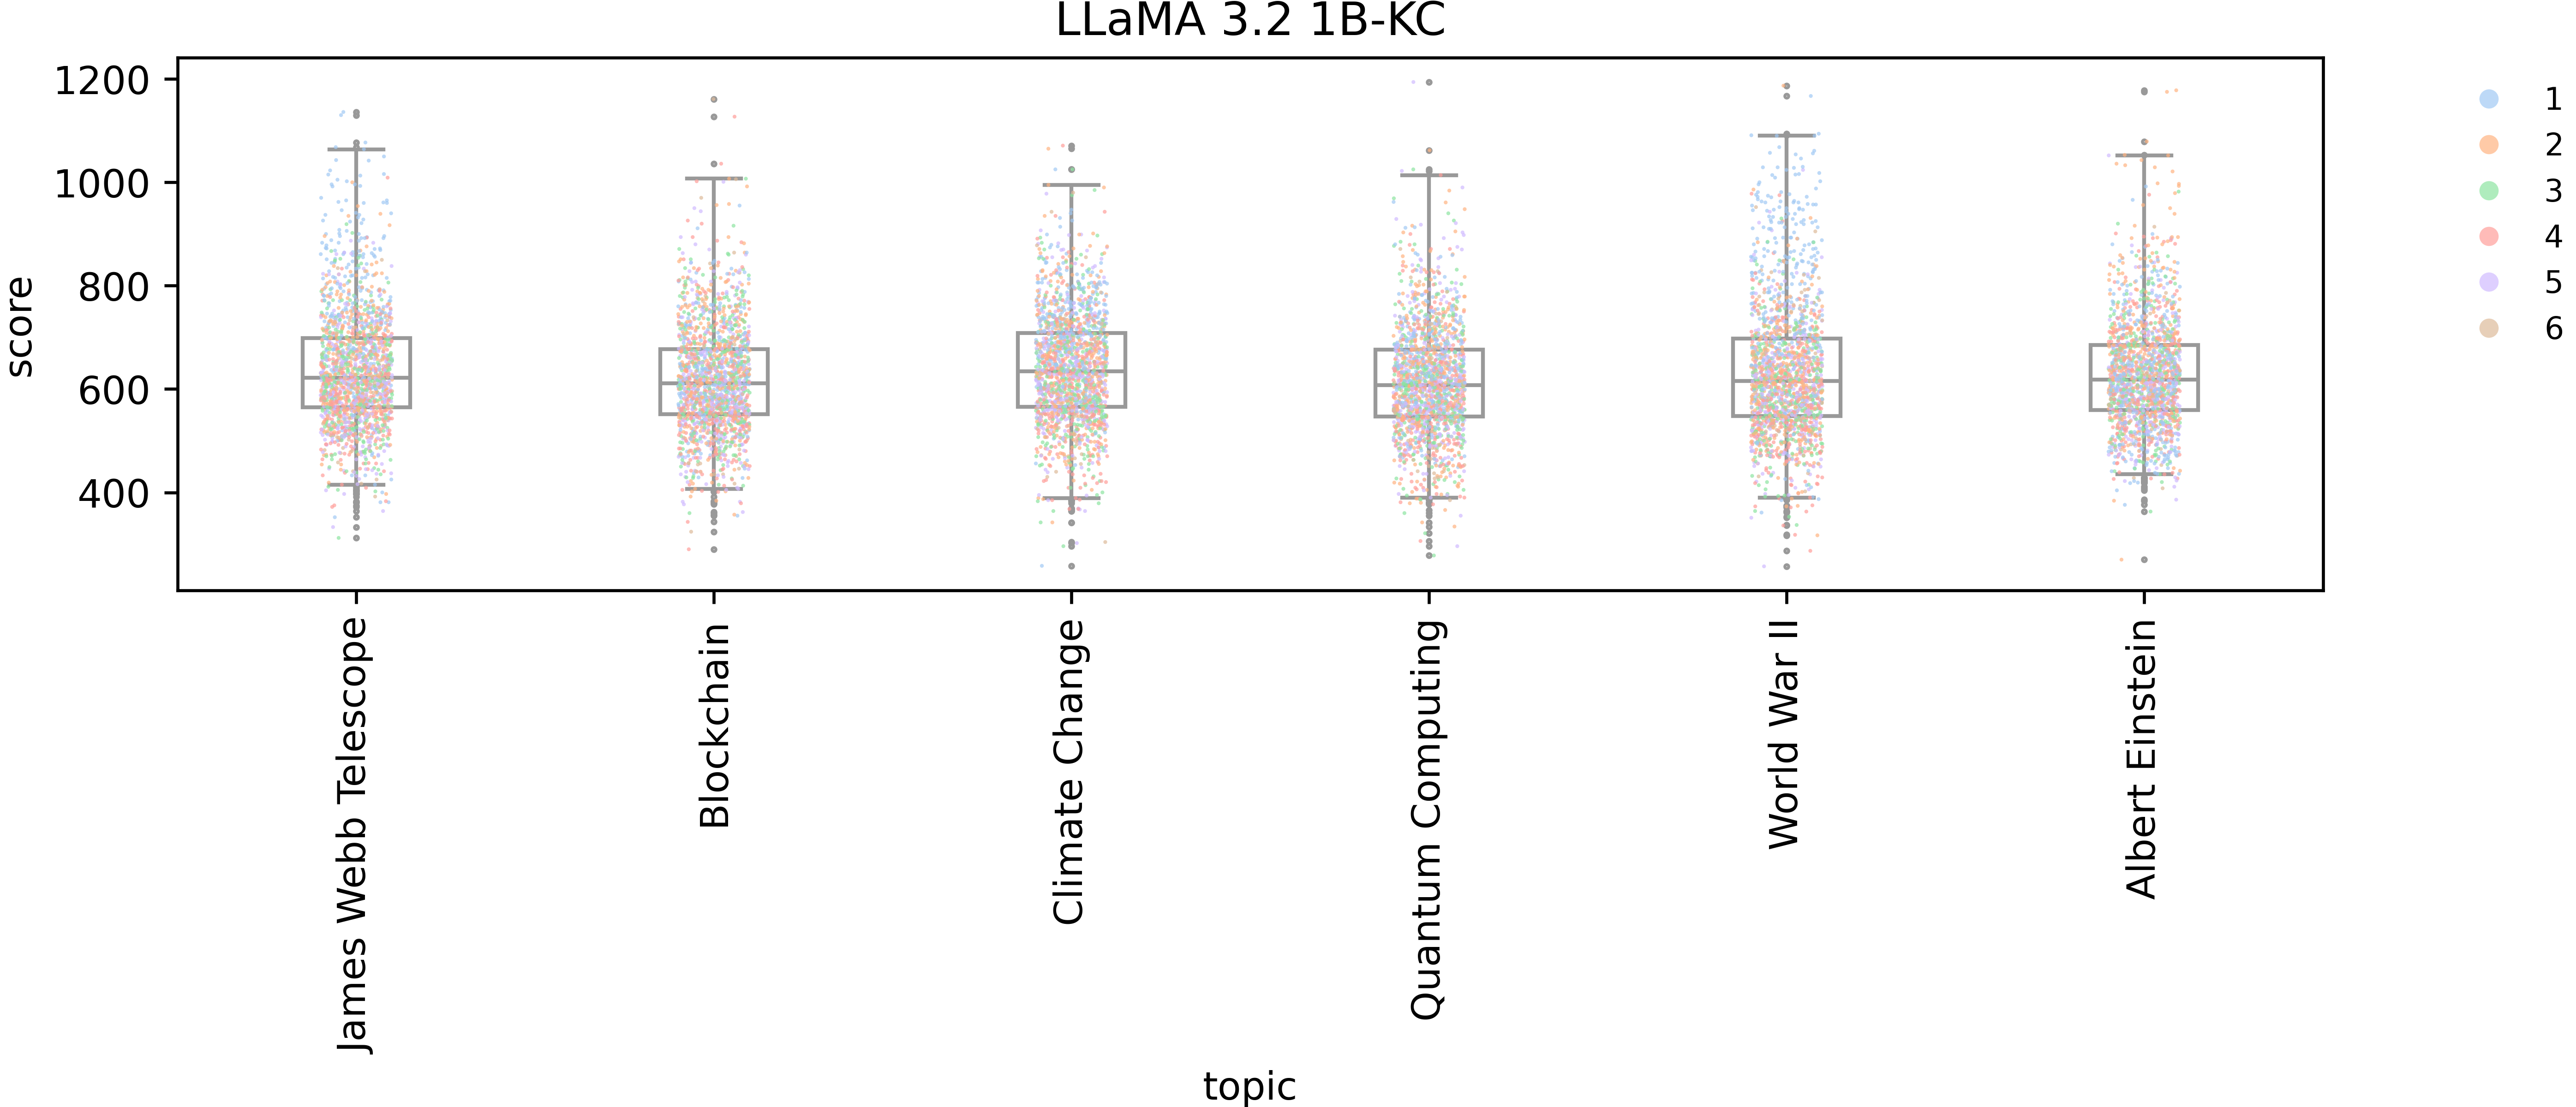 LLaMA 3.2 1B-KC
score
1200
1000
800
600
400
James Webb Telescope
Blockchain
Climate Change
Quantum Computing
World War II
Albert Einstein
topic
1
2
3
4
5
6